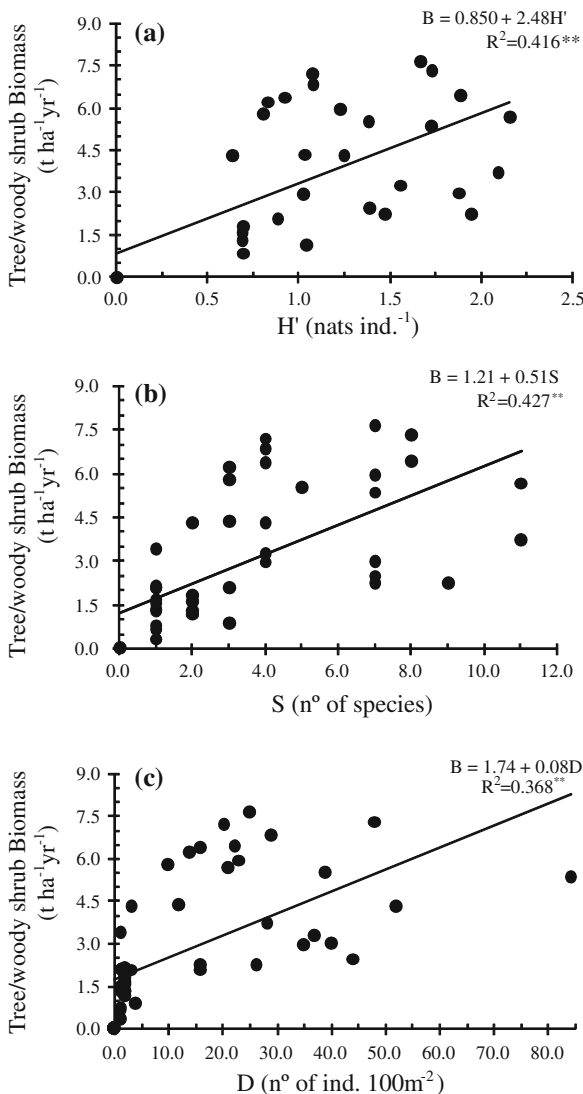 (a)
B = 0.850 + 2.48H'
R²=0.416**
Tree/woody shrub Biomass
(t ha⁻¹yr⁻¹)
9.0
7.5
6.0
4.5
3.0
1.5
0.0
0.0 0.5 1.0 1.5 2.0 2.5
H' (nats ind.⁻¹)
(b)
B = 1.21 + 0.51S
R²=0.427**
Tree/woody shrub Biomass
(t ha⁻¹yr⁻¹)
9.0
7.5
6.0
4.5
3.0
1.5
0.0
0.0 2.0 4.0 6.0 8.0 10.0 12.0
S (nº of species)
(c)
B = 1.74 + 0.08D
R²=0.368**
Tree/woody shrub Biomass
(t ha⁻¹yr⁻¹)
9.0
7.5
6.0
4.5
3.0
1.5
0.0
0.0 10.0 20.0 30.0 40.0 50.0 60.0 70.0 80.0
D (nº of ind. 100m⁻²)